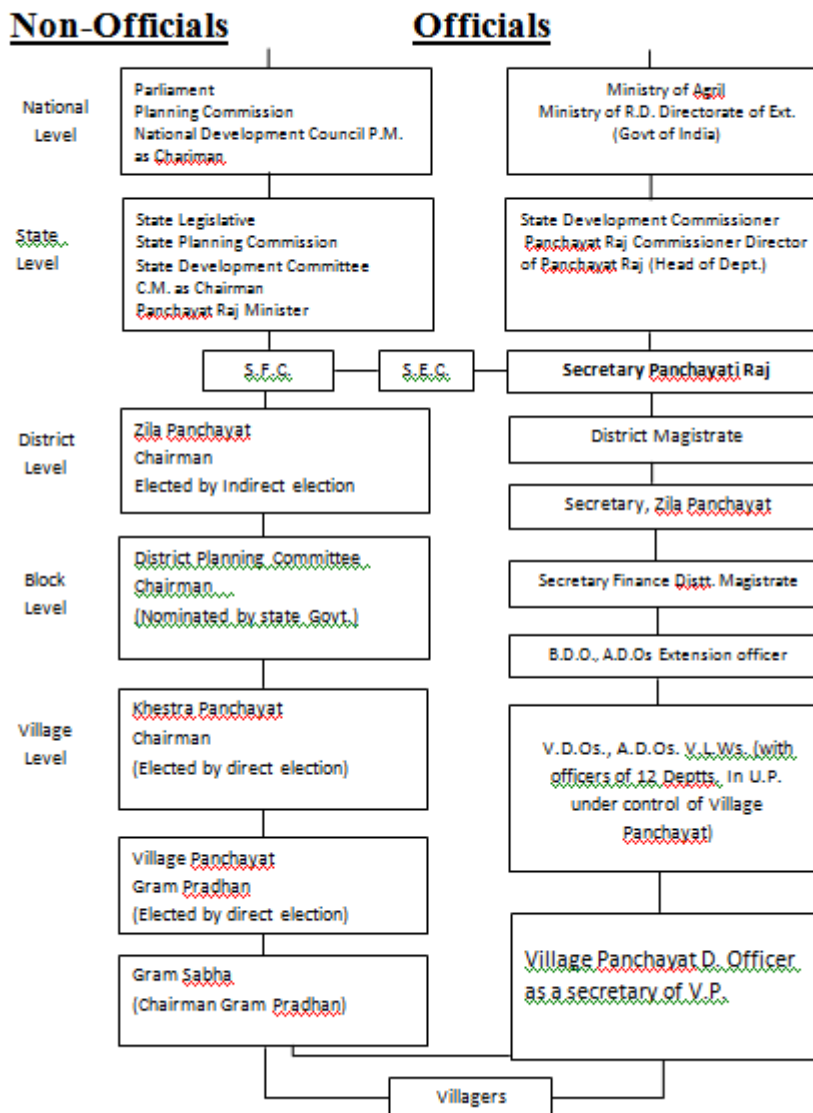 Non-Officials
Officials
National
Level
Parliament
Planning Commission
National Development Council P.M.
as Chariman
Ministry of Agril
Ministry of R.D. Directorate of Ext.
(Govt of India)
State
Level
State Legislative
State Planning Commission
State Development Committee
C.M. as Chairman
Panchayat Raj Minister
State Development Commissioner
Panchayat Raj Commissioner Director
of Panchayat Raj (Head of Dept.)
S.F.C.
S.E.C.
Secretary Panchayati Raj
District
Level
Zila Panchayat
Chairman
Elected by Indirect election
District Magistrate
Secretary, Zila Panchayat
Block
Level
District Planning Committee
Chairman
(Nominated by state Govt.)
Secretary Finance Distt. Magistrate
B.D.O., A.D.Os Extension officer
Village
Level
Khestra Panchayat
Chairman
(Elected by direct election)
V.D.Os., A.D.Os. V.L.Ws. (with
officers of 12 Deptts. In U.P.
under control of Village
Panchayat)
Village Panchayat
Gram Pradhan
(Elected by direct election)
Gram Sabha
(Chairman Gram Pradhan)
Village Panchayat D. Officer
as a secretary of V.P.
Villagers